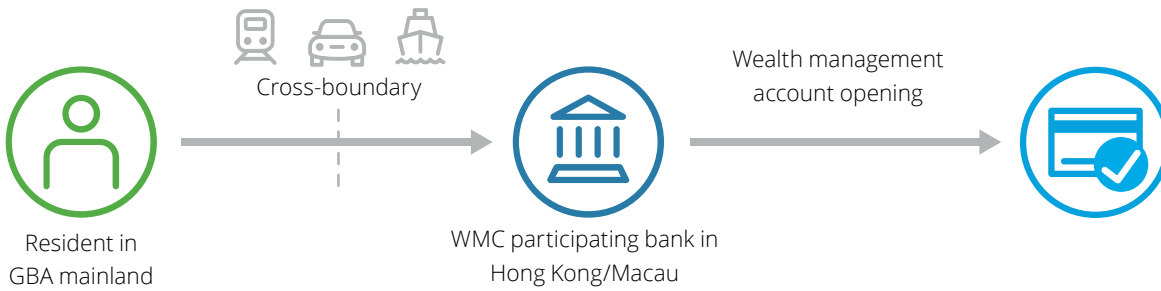 Cross-boundary
Wealth management
account opening
Resident in
GBA mainland
WMC participating bank in
Hong Kong/Macau